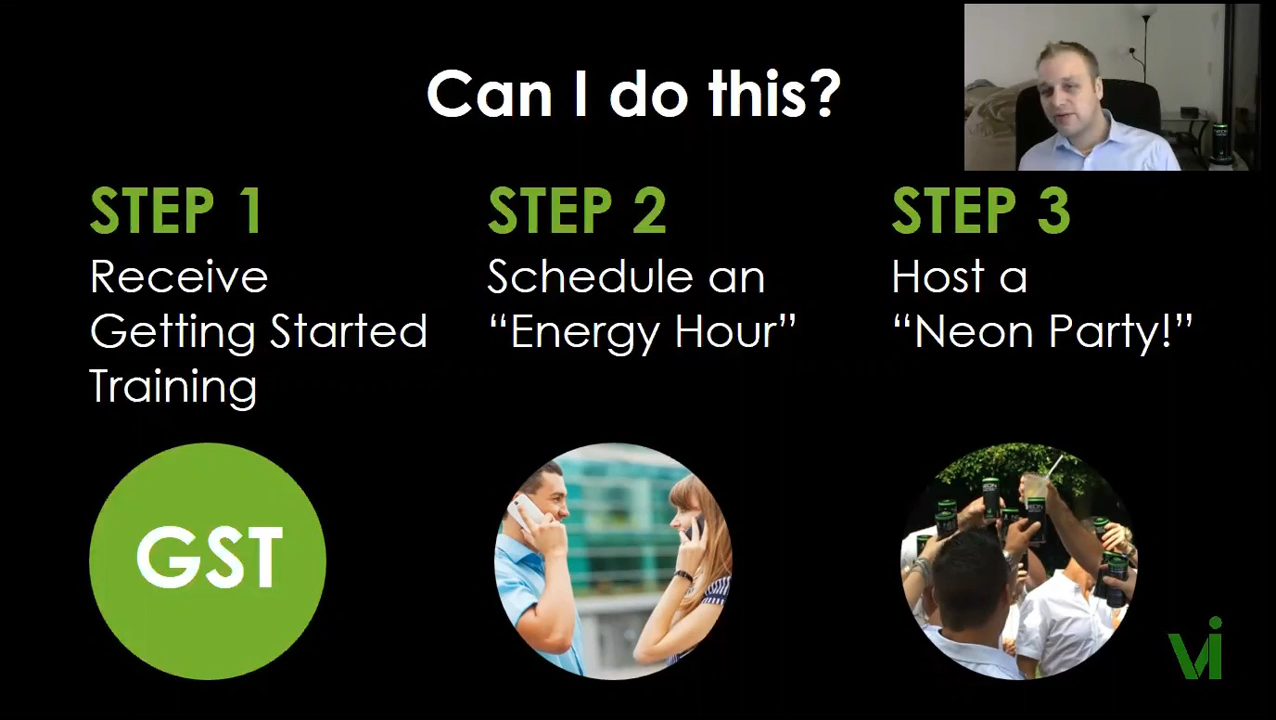 Can I do this?
STEP 1
Receive
Getting Started
Training
STEP 2
Schedule an
“Energy Hour”
STEP 3
Host a
“Neon Party!”
GST
vi